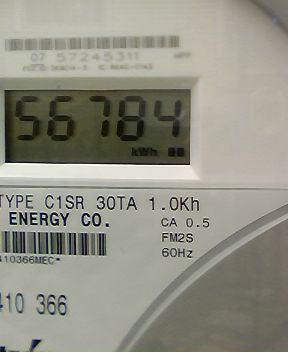 07 57245311
56784
kWh
TYPE C1SR 30TA 1.0Kh
ENERGY CO. CA 0.5
FM2S
60Hz
410366MEC*
410 366